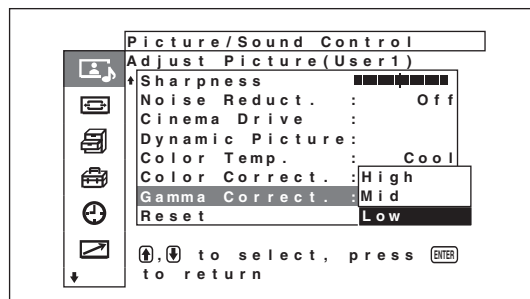 Picture/Sound Control
Adjust Picture(User1)
Sharpness
Noise Reduct. : Off
Cinema Drive :
Dynamic Picture:
Color Temp. : Cool
Color Correct. : High
Gamma Correct. : Mid
Reset Low
, to select, press ENTER
to return